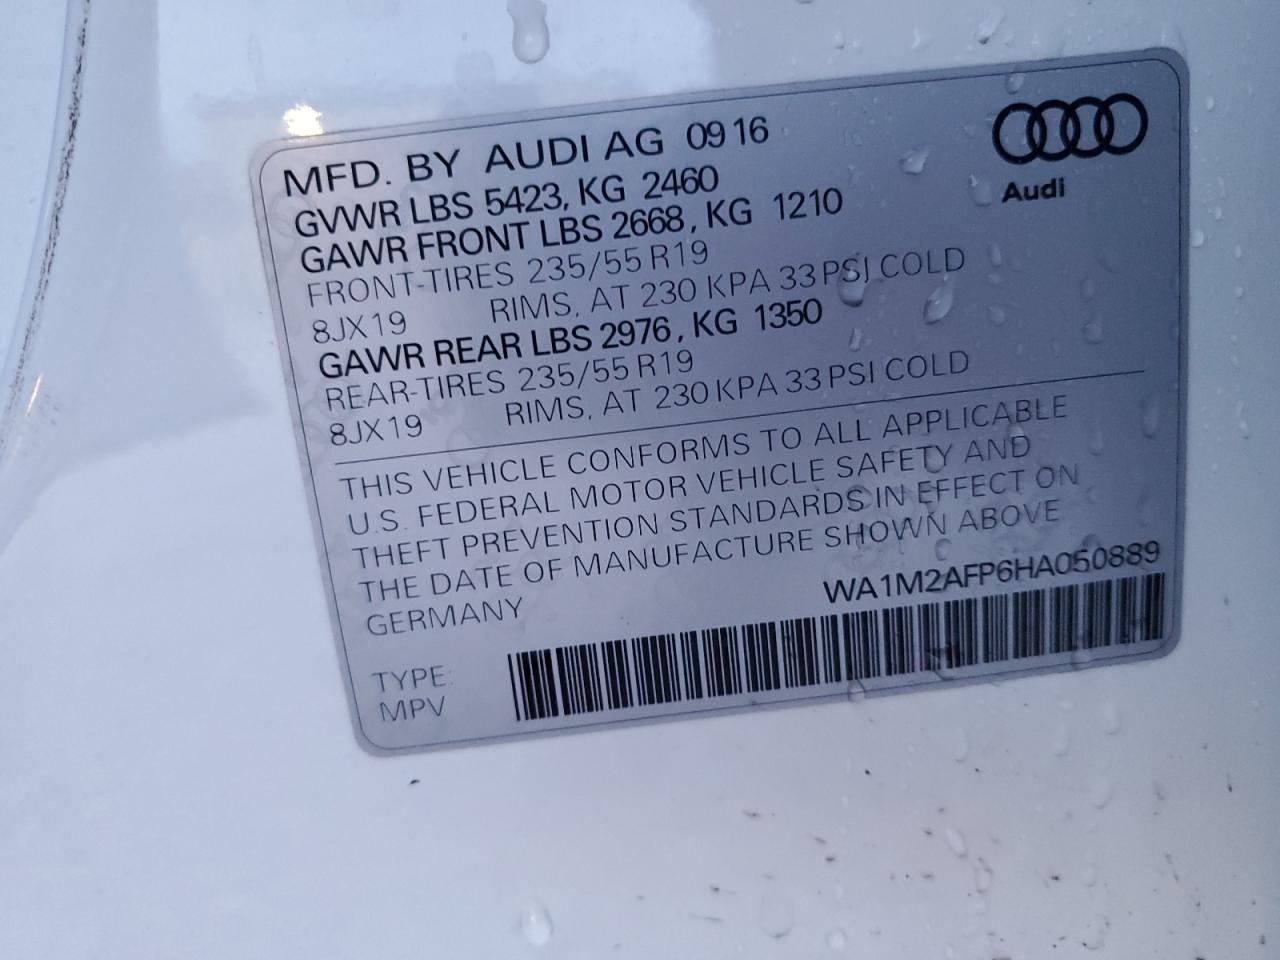 MFD. BY AUDI AG 09 16
GVWR LBS 5423, KG 2460
GAWR FRONT LBS 2668, KG 1210
FRONT-TIRES 235/55 R19
8JX19 RIMS, AT 230 KPA 33 PSI COLD
GAWR REAR LBS 2976, KG 1350
REAR-TIRES 235/55 R19
8JX19 RIMS, AT 230 KPA 33 PSI COLD
Audi
THIS VEHICLE CONFORMS TO ALL APPLICABLE
U.S. FEDERAL MOTOR VEHICLE SAFETY AND
THEFT PREVENTION STANDARDS IN EFFECT ON
THE DATE OF MANUFACTURE SHOWN ABOVE
GERMANY
WA1M2AFP6HA050889
TYPE:
MPV